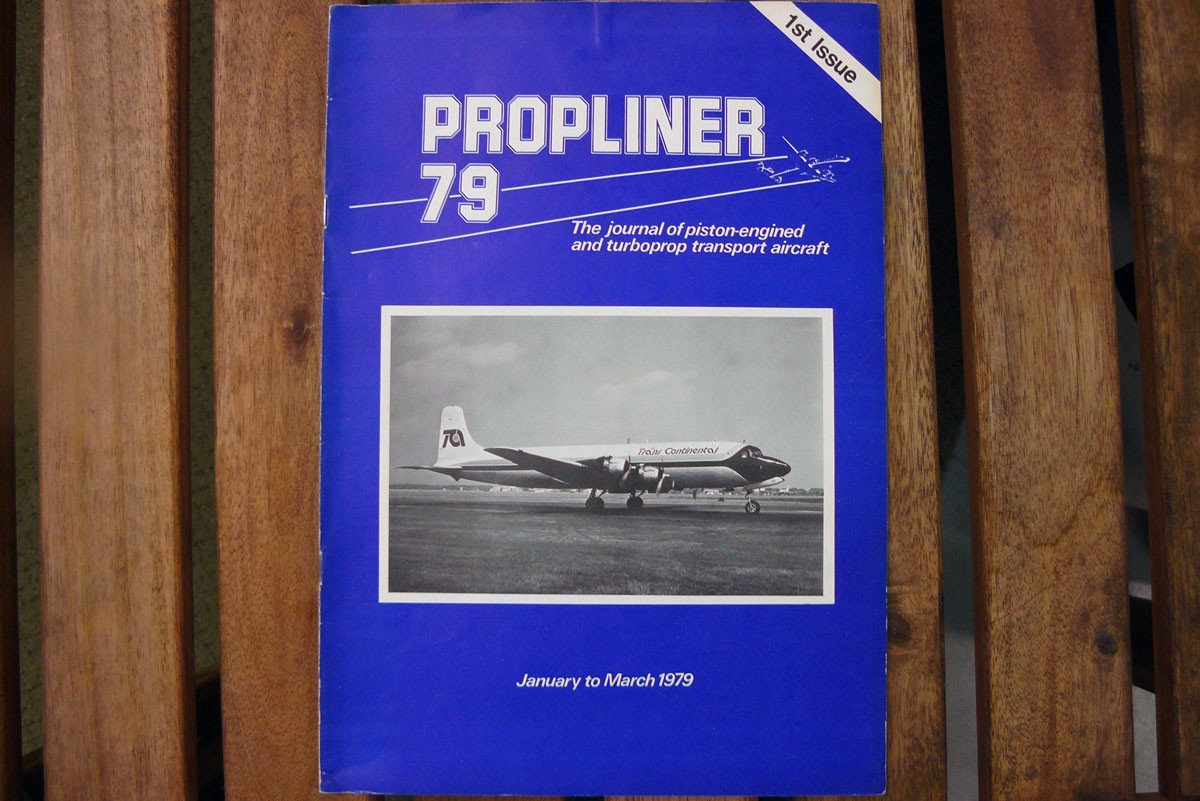 1st Issue
PROPLINER
79
The journal of piston-engined
and turboprop transport aircraft
TCA
Trans Continental
January to March 1979